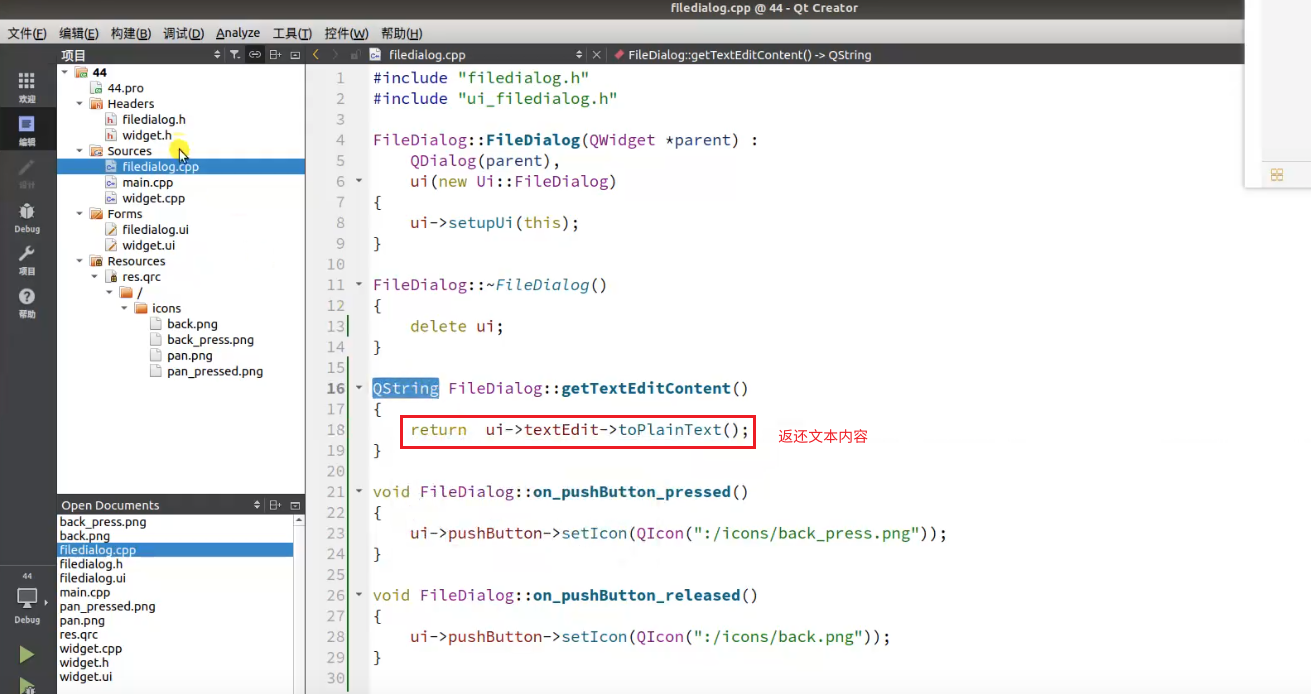 filedialog.cpp @ 44 - Qt Creator
文件(F) 编辑(E) 构建(B) 调试(D) Analyze 工具(T) 控件(W) 帮助(H)
项目
filedialog.cpp
FileDialog::getTextEditContent() -> QString
欢迎
编辑
设计
Debug
项目
帮助
44
Debug
44
44.pro
Headers
filedialog.h
widget.h
Sources
filedialog.cpp
main.cpp
widget.cpp
Forms
filedialog.ui
widget.ui
Resources
res.qrc
/
icons
back.png
back_press.png
pan.png
pan_pressed.png
Open Documents
back_press.png
back.png
filedialog.cpp
filedialog.h
filedialog.ui
main.cpp
pan_pressed.png
pan.png
res.qrc
widget.cpp
widget.h
widget.ui
1 #include "filedialog.h"
2 #include "ui_filedialog.h"
3
4 FileDialog::FileDialog(QWidget *parent) :
5 QDialog(parent),
6 ui(new Ui::FileDialog)
7 {
8 ui->setupUi(this);
9 }
10
11 FileDialog::~FileDialog()
12 {
13 delete ui;
14 }
15
16 QString FileDialog::getTextEditContent()
17 {
18 return ui->textEdit->toPlainText();
返还文本内容
19 }
20
21 void FileDialog::on_pushButton_pressed()
22 {
23 ui->pushButton->setIcon(QIcon(":/icons/back_press.png"));
24 }
25
26 void FileDialog::on_pushButton_released()
27 {
28 ui->pushButton->setIcon(QIcon(":/icons/back.png"));
29 }
30